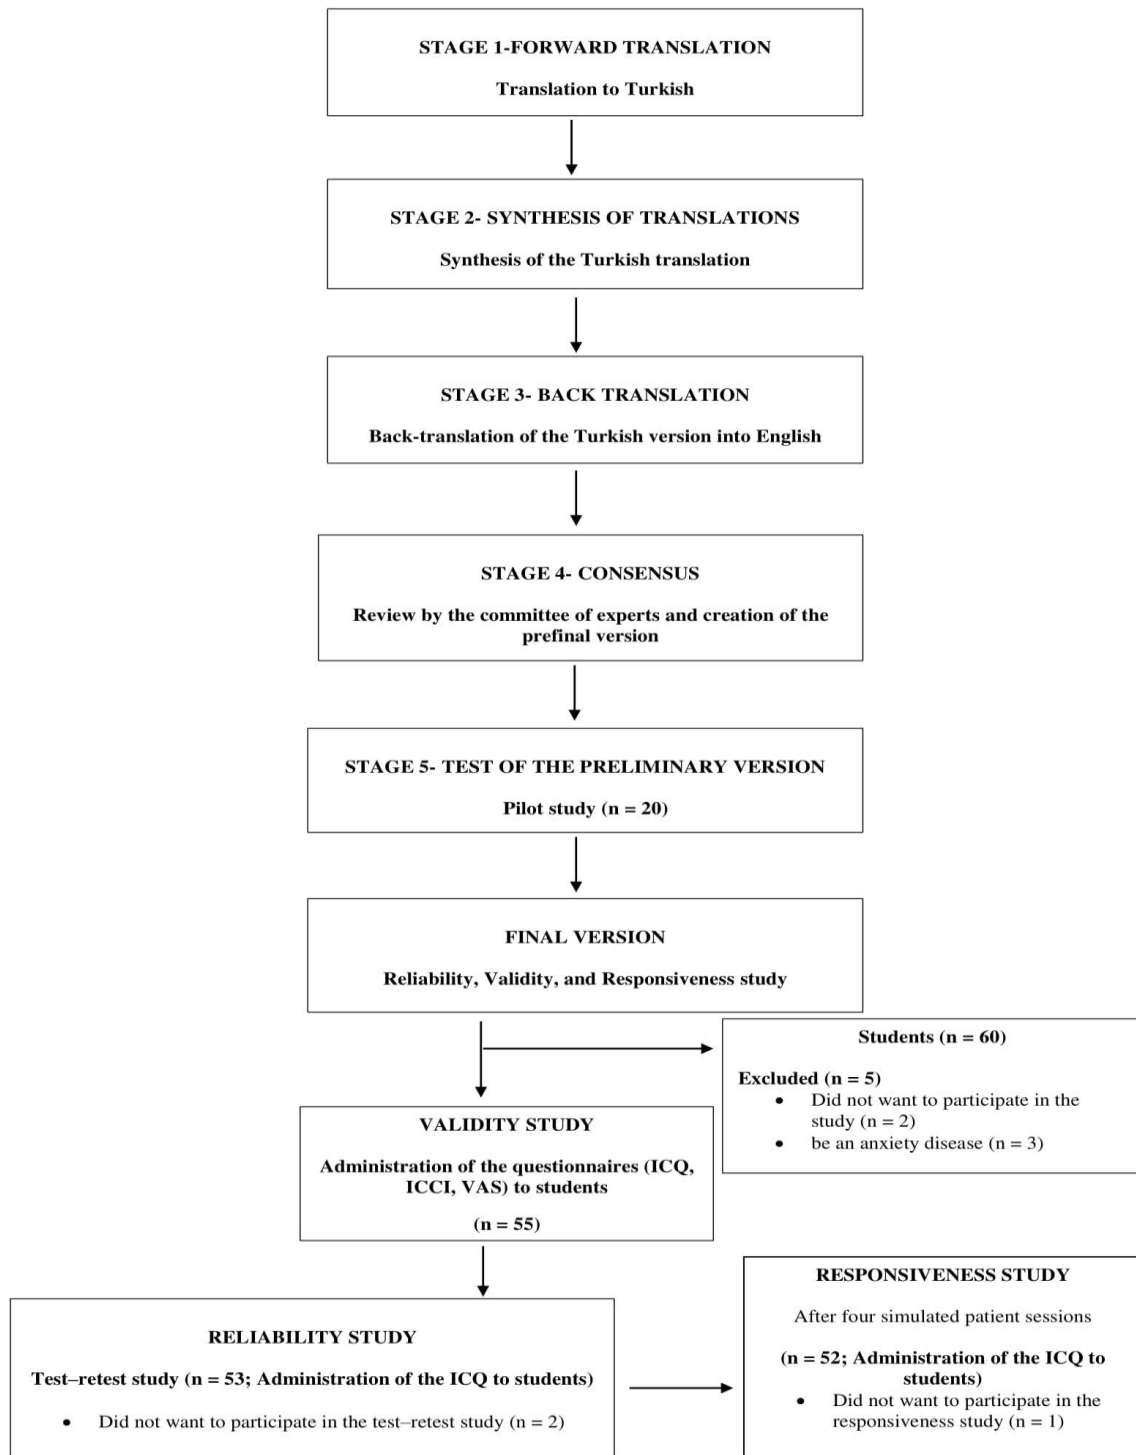 STAGE 1-FORWARD TRANSLATION
Translation to Turkish
STAGE 2- SYNTHESIS OF TRANSLATIONS
Synthesis of the Turkish translation
STAGE 3- BACK TRANSLATION
Back-translation of the Turkish version into English
STAGE 4- CONSENSUS
Review by the committee of experts and creation of the
prefinal version
STAGE 5- TEST OF THE PRELIMINARY VERSION
Pilot study (n = 20)
FINAL VERSION
Reliability, Validity, and Responsiveness study
Students (n = 60)
Excluded (n = 5)
• Did not want to participate in the
study (n = 2)
• be an anxiety disease (n = 3)
VALIDITY STUDY
Administration of the questionnaires (ICQ,
ICCI, VAS) to students
(n = 55)
RELIABILITY STUDY
Test–retest study (n = 53; Administration of the ICQ to students)
• Did not want to participate in the test–retest study (n = 2)
RESPONSIVENESS STUDY
After four simulated patient sessions
(n = 52; Administration of the ICQ to
students)
• Did not want to participate in the
responsiveness study (n = 1)